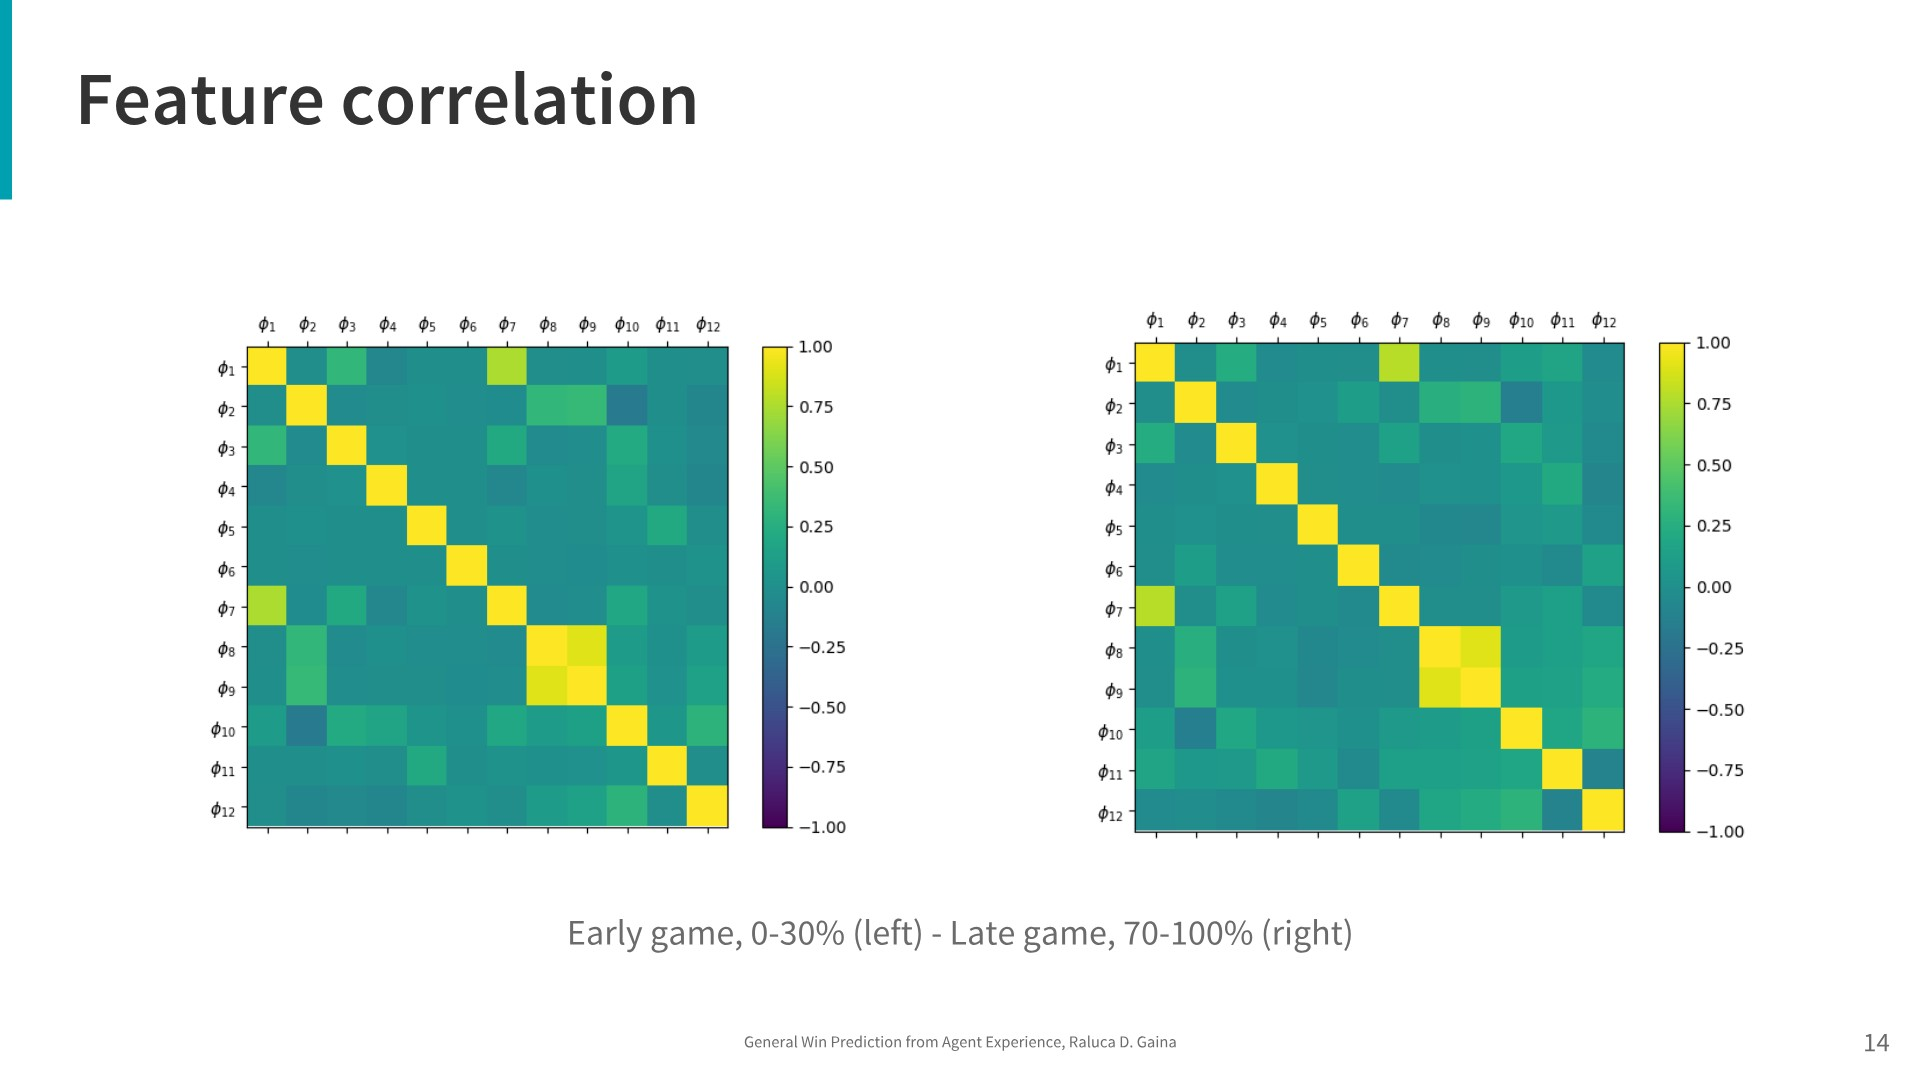 Feature correlation
ϕ1 ϕ2 ϕ3 ϕ4 ϕ5 ϕ6 ϕ7 ϕ8 ϕ9 ϕ10 ϕ11 ϕ12
ϕ1
ϕ2
ϕ3
ϕ4
ϕ5
ϕ6
ϕ7
ϕ8
ϕ9
ϕ10
ϕ11
ϕ12
1.00
0.75
0.50
0.25
0.00
−0.25
−0.50
−0.75
−1.00
ϕ1 ϕ2 ϕ3 ϕ4 ϕ5 ϕ6 ϕ7 ϕ8 ϕ9 ϕ10 ϕ11 ϕ12
ϕ1
ϕ2
ϕ3
ϕ4
ϕ5
ϕ6
ϕ7
ϕ8
ϕ9
ϕ10
ϕ11
ϕ12
1.00
0.75
0.50
0.25
0.00
−0.25
−0.50
−0.75
−1.00
Early game, 0-30% (left) - Late game, 70-100% (right)
General Win Prediction from Agent Experience, Raluca D. Gaina
14